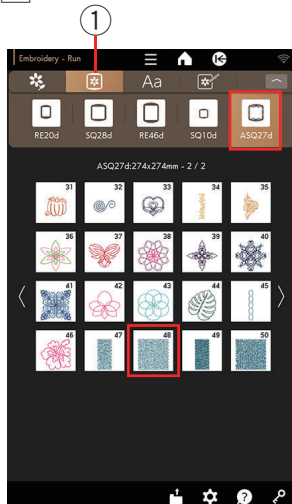 1
Embroidery - Run
Aa
RE20d SQ28d RE46d SQ10d ASQ27d
ASQ27d:274x274mm - 2 / 2
31 32 33 34 35
36 37 38 39 40
41 42 43 44 45
46 47 48 49 50